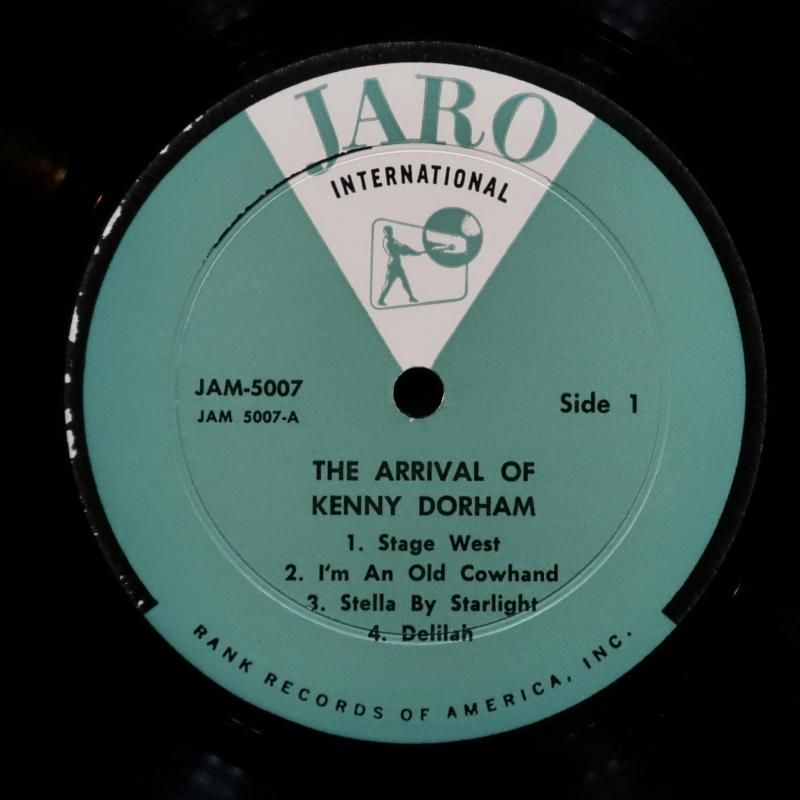 JARO
INTERNATIONAL
JAM-5007
JAM 5007-A
Side 1
THE ARRIVAL OF
KENNY DORHAM
1. Stage West
2. I'm An Old Cowhand
3. Stella By Starlight
4. Delilah
RANK RECORDS OF AMERICA, INC.